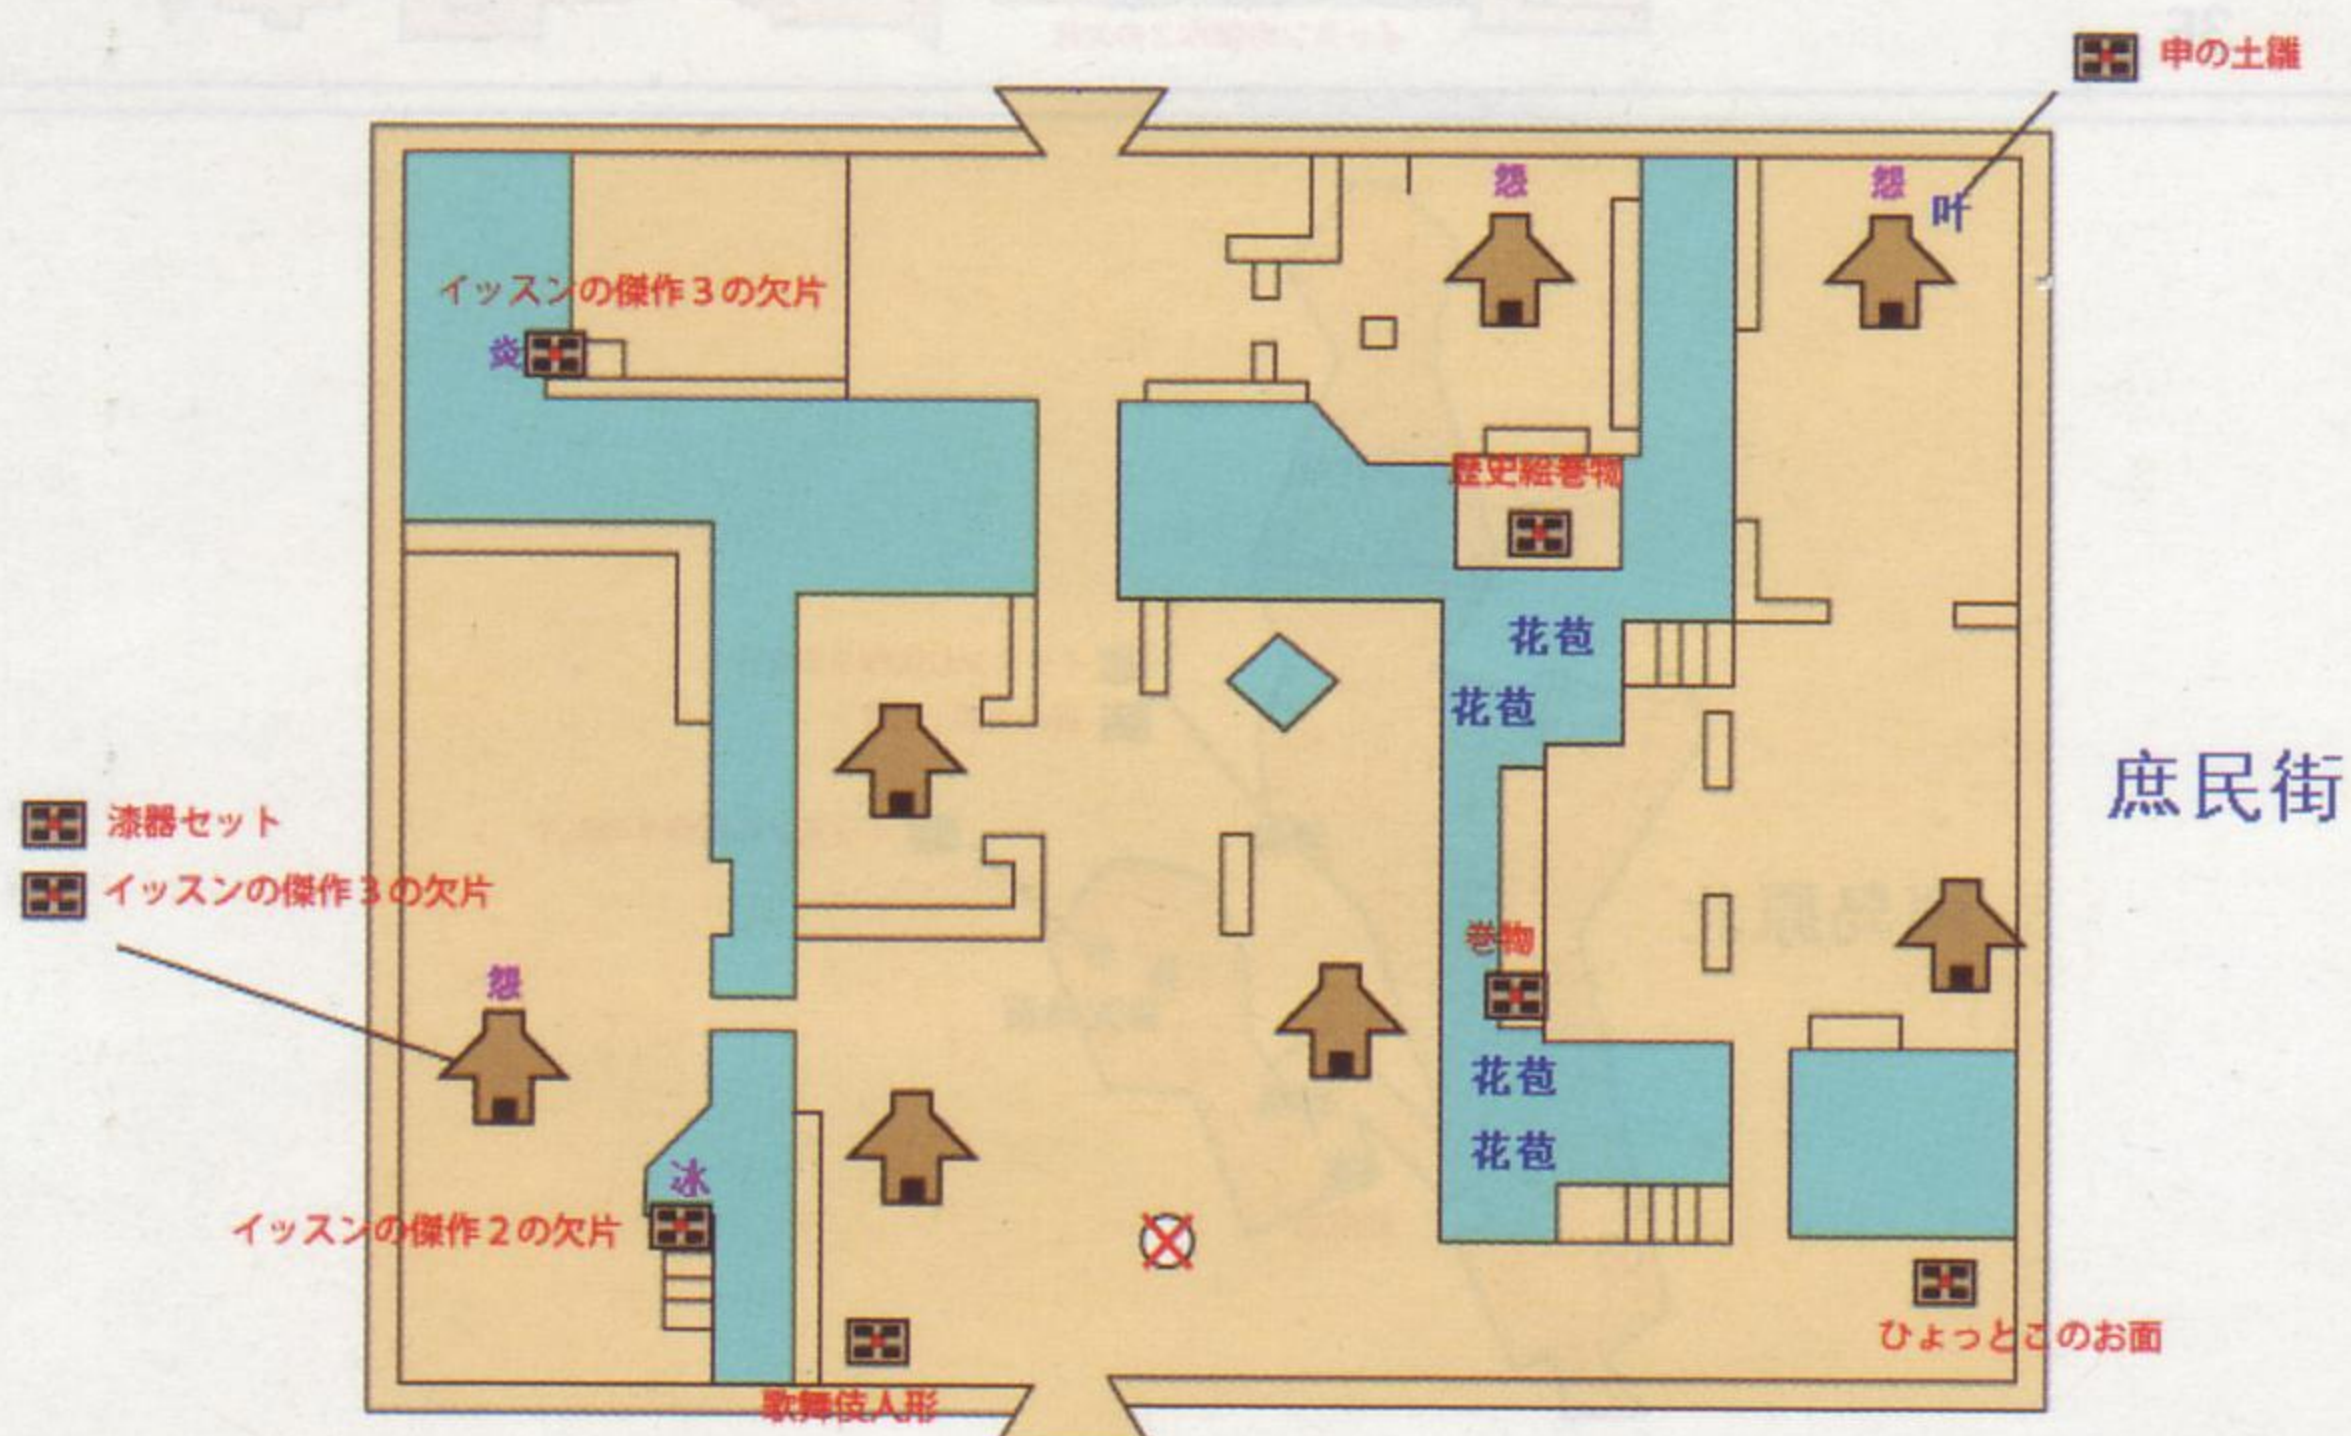 申の土雛
怨
怨
叶
イッスンの傑作3の欠片
炎
歴史絵巻物
花苞
花苞
庶民街
漆器セット
イッスンの傑作3の欠片
巻物
怨
花苞
花苞
冰
イッスンの傑作2の欠片
ひょっとこのお面
歌舞伎人形